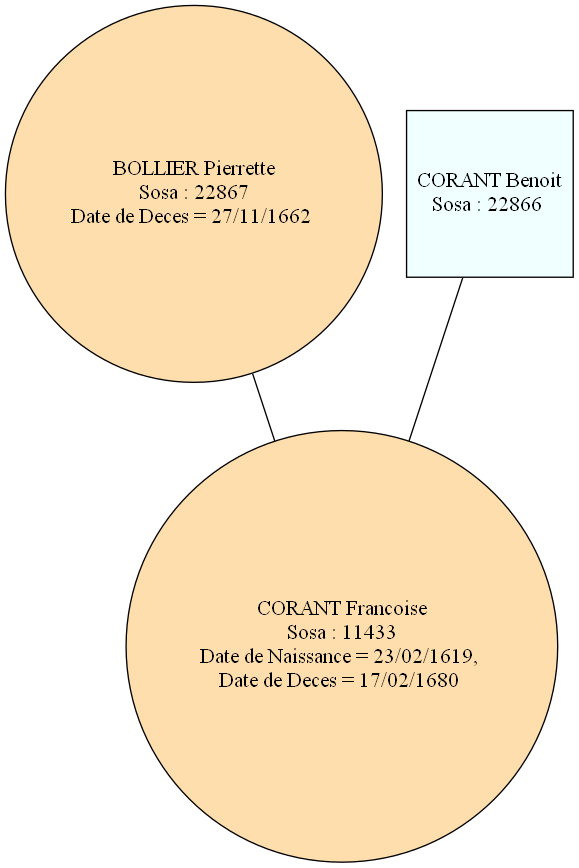 BOLLIER Pierrette
Sosa : 22867
Date de Deces = 27/11/1662
CORANT Benoit
Sosa : 22866
CORANT Francoise
Sosa : 11433
Date de Naissance = 23/02/1619,
Date de Deces = 17/02/1680